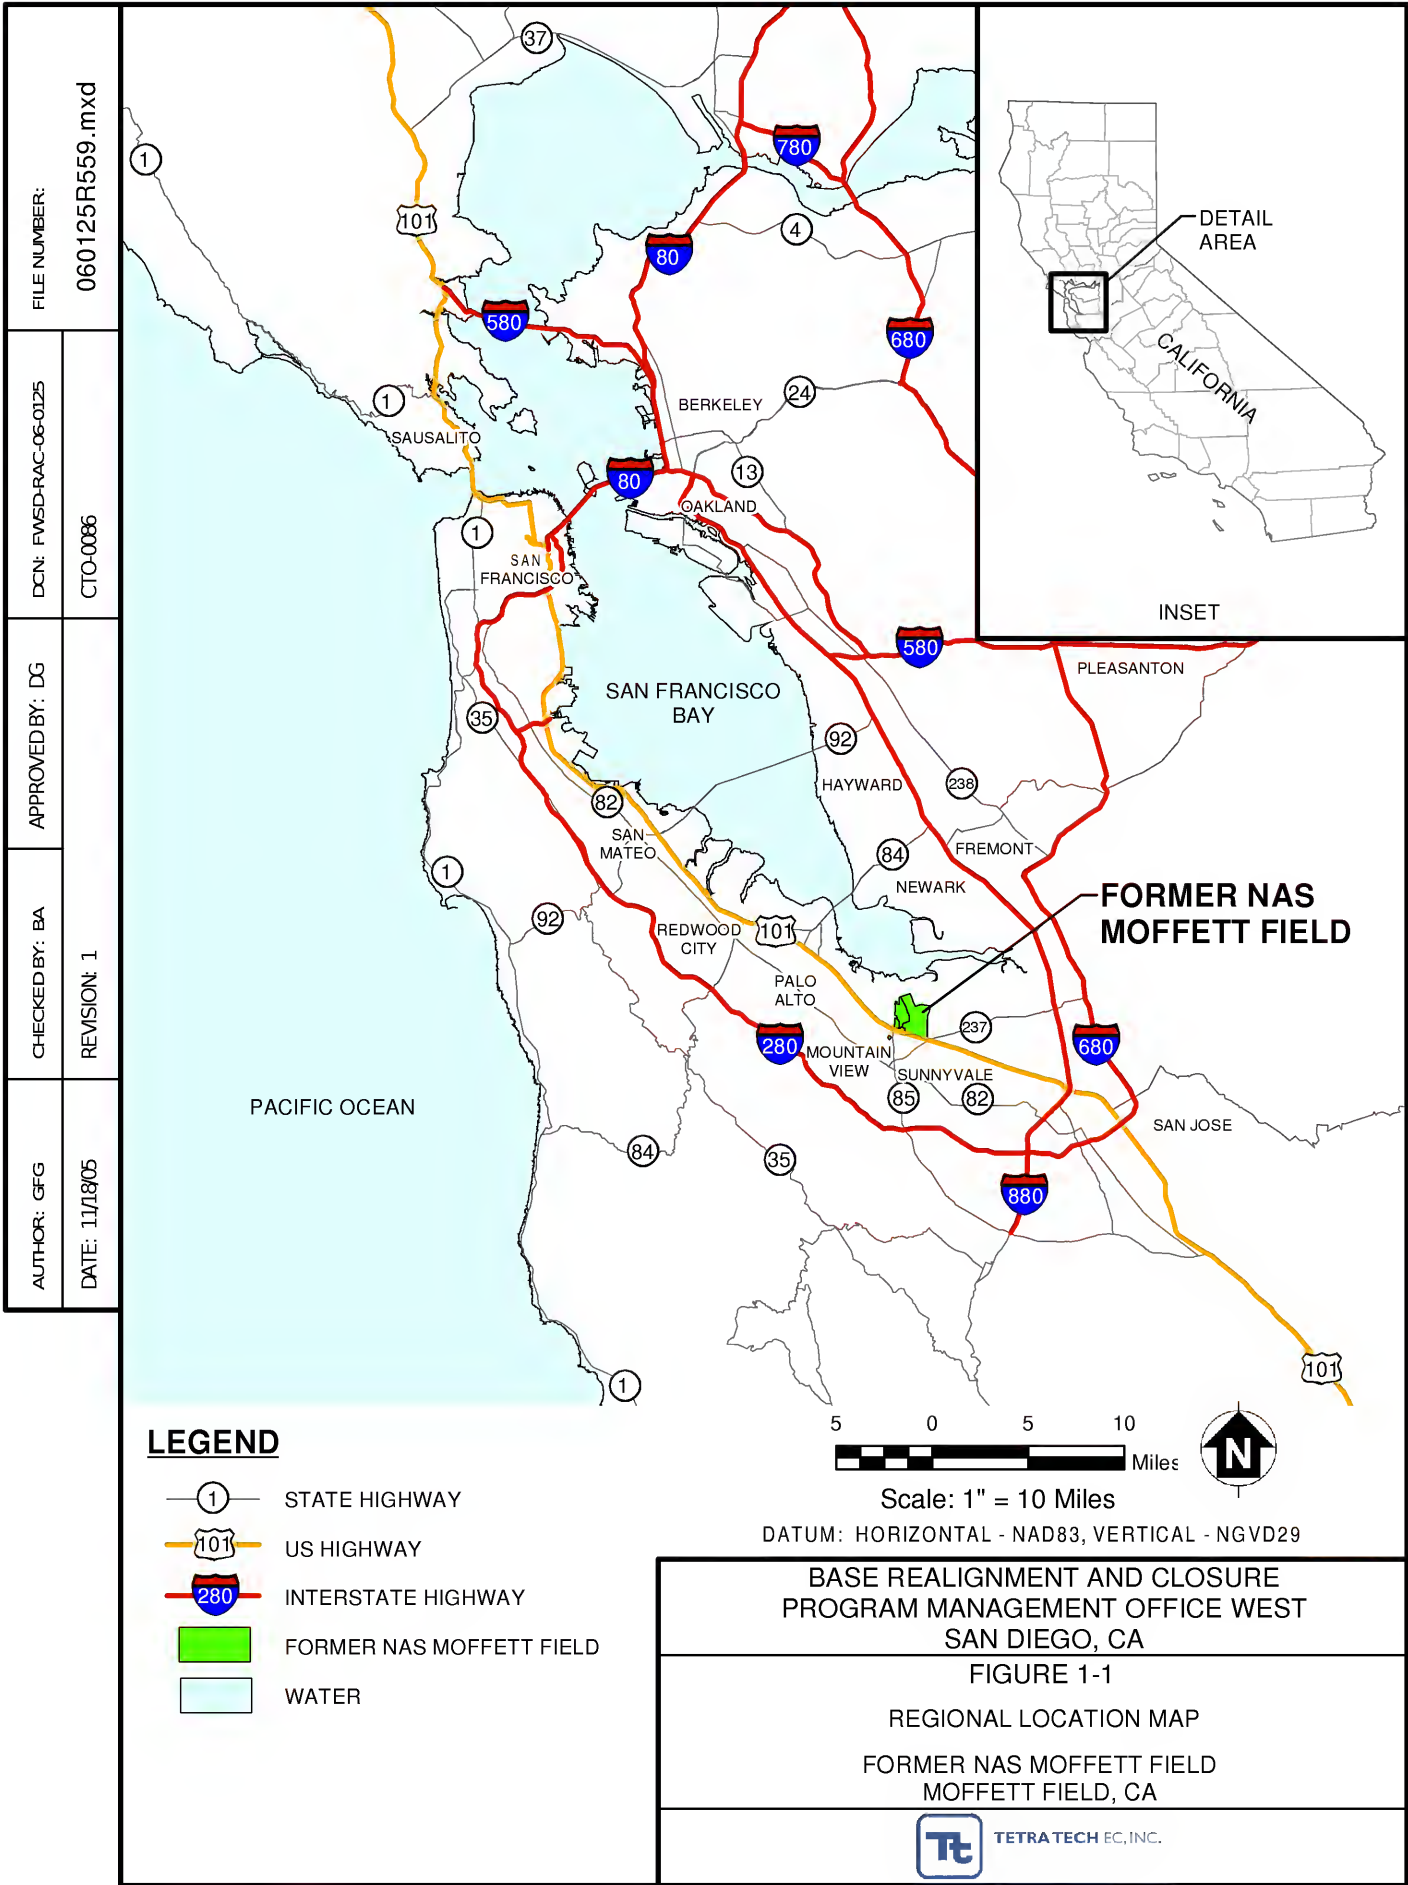 FILE NUMBER:
060125R559.mxd
DCN: FWSD-RAC-06-0125
CTO-0086
APPROVED BY: DG
CHECKED BY: BA
REVISION: 1
AUTHOR: GFG
DATE: 11/18/05
37
1
101
780
4
80
580
680
1
SAUSALITO
BERKELEY
24
13
80
OAKLAND
1
SAN
FRANCISCO
580
PLEASANTON
SAN FRANCISCO
BAY
35
92
HAYWARD
238
82
SAN
MATEO
84
FREMONT
NEWARK
1
92
REDWOOD
CITY
101
FORMER NAS
MOFFETT FIELD
PALO
ALTO
237
280
MOUNTAIN
VIEW
SUNNYVALE
680
85
82
SAN JOSE
PACIFIC OCEAN
84
35
880
101
1
DETAIL
AREA
CALIFORNIA
INSET
LEGEND
1
STATE HIGHWAY
101
US HIGHWAY
280
INTERSTATE HIGHWAY
FORMER NAS MOFFETT FIELD
WATER
5 0 5 10
Miles
N
Scale: 1" = 10 Miles
DATUM: HORIZONTAL - NAD83, VERTICAL - NGVD29
BASE REALIGNMENT AND CLOSURE
PROGRAM MANAGEMENT OFFICE WEST
SAN DIEGO, CA
FIGURE 1-1
REGIONAL LOCATION MAP
FORMER NAS MOFFETT FIELD
MOFFETT FIELD, CA
Tt
TETRA TECH EC, INC.